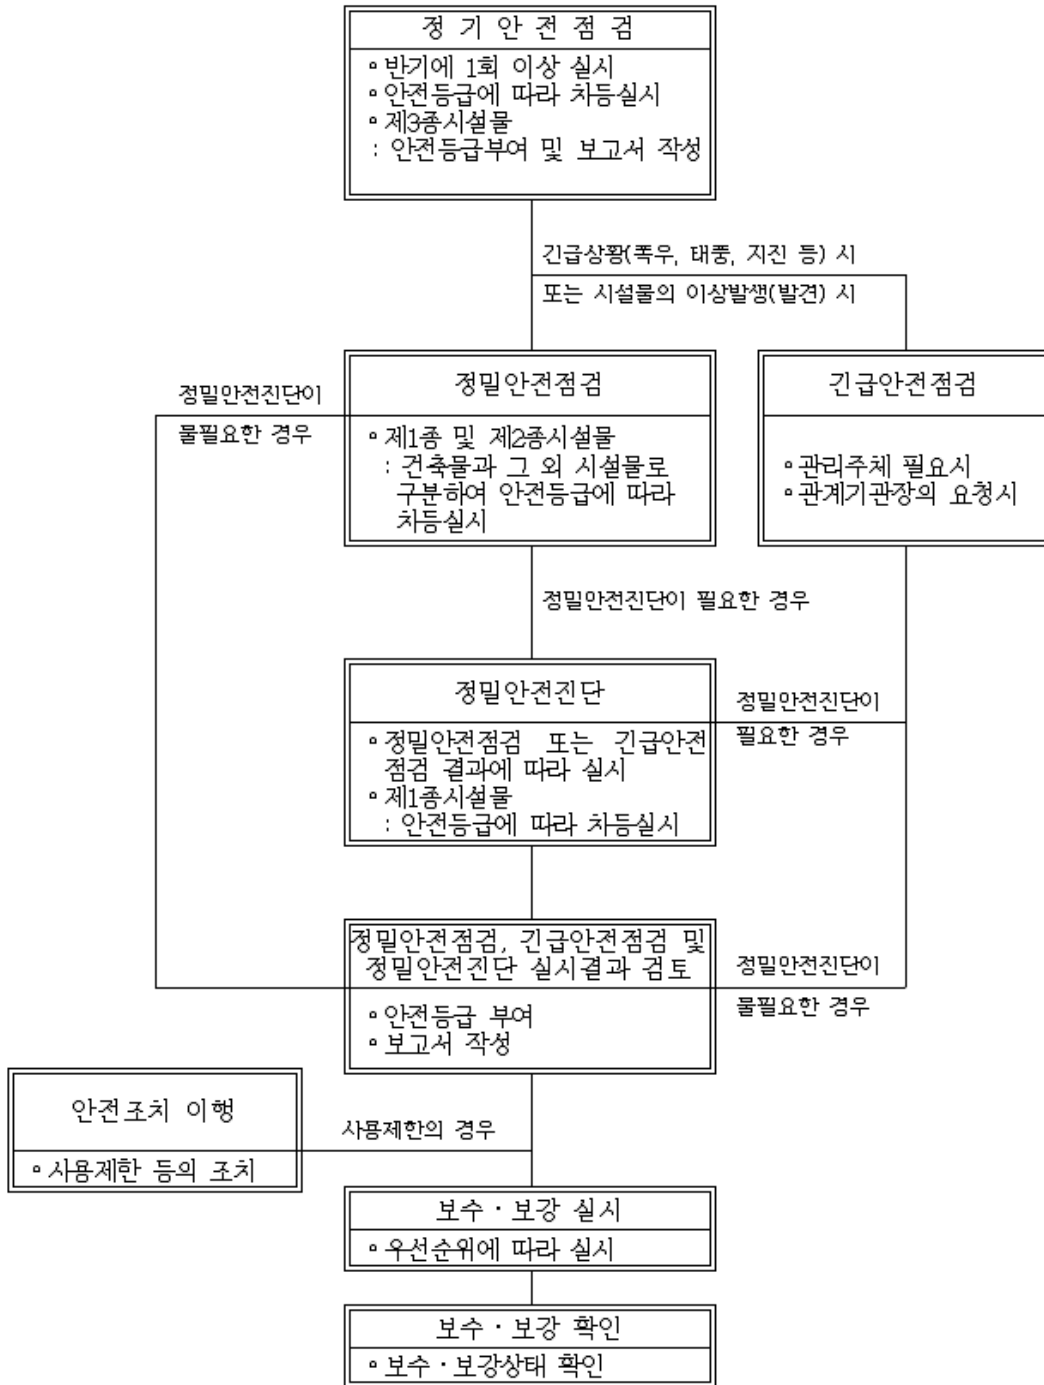 정 기 안 전 점 검
∘반기에 1회 이상 실시
∘안전등급에 따라 차등실시
∘제3종시설물
: 안전등급부여 및 보고서 작성
긴급상황(폭우, 태풍, 지진 등) 시
또는 시설물의 이상발생(발견) 시
정밀안전점검
∘제1종 및 제2종시설물
: 건축물과 그 외 시설물로
구분하여 안전등급에 따라
차등실시
긴급안전점검
∘관리주체 필요시
∘관계기관장의 요청시
정밀안전진단이
불필요한 경우
정밀안전진단이 필요한 경우
정밀안전진단
∘정밀안전점검 또는 긴급안전
점검 결과에 따라 실시
∘제1종시설물
: 안전등급에 따라 차등실시
정밀안전진단이
필요한 경우
정밀안전점검, 긴급안전점검 및
정밀안전진단 실시결과 검토
∘안전등급 부여
∘보고서 작성
정밀안전진단이
불필요한 경우
안전조치 이행
∘사용제한 등의 조치
사용제한의 경우
보수·보강 실시
∘우선순위에 따라 실시
보수·보강 확인
∘보수·보강상태 확인